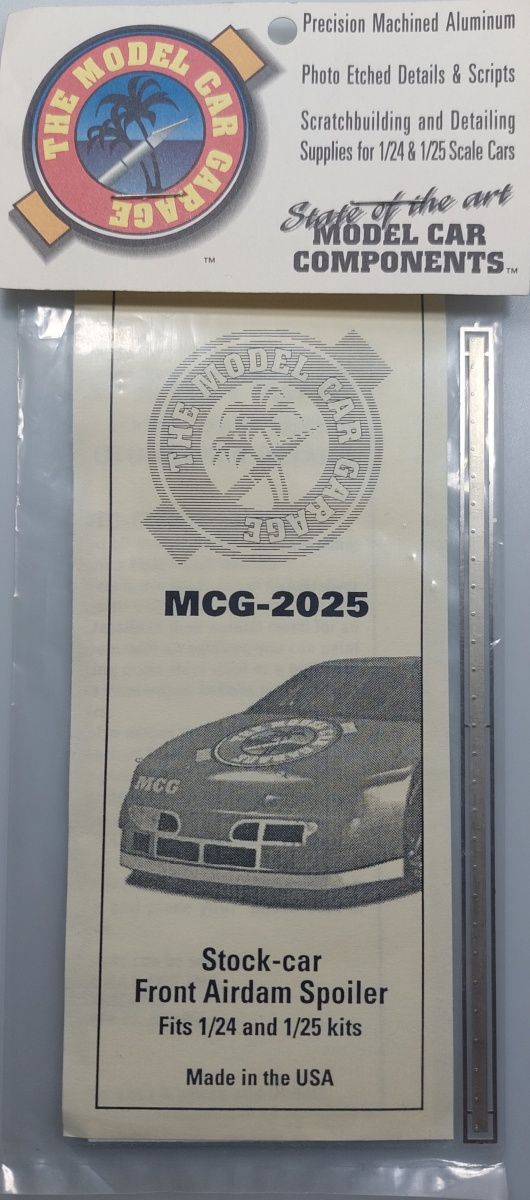 THE MODEL CAR GARAGE
™
Precision Machined Aluminum
Photo Etched Details & Scripts
Scratchbuilding and Detailing
Supplies for 1/24 & 1/25 Scale Cars
State of the art
MODEL CAR
COMPONENTS™
THE MODEL CAR GARAGE
MCG-2025
MCG
Stock-car
Front Airdam Spoiler
Fits 1/24 and 1/25 kits
Made in the USA